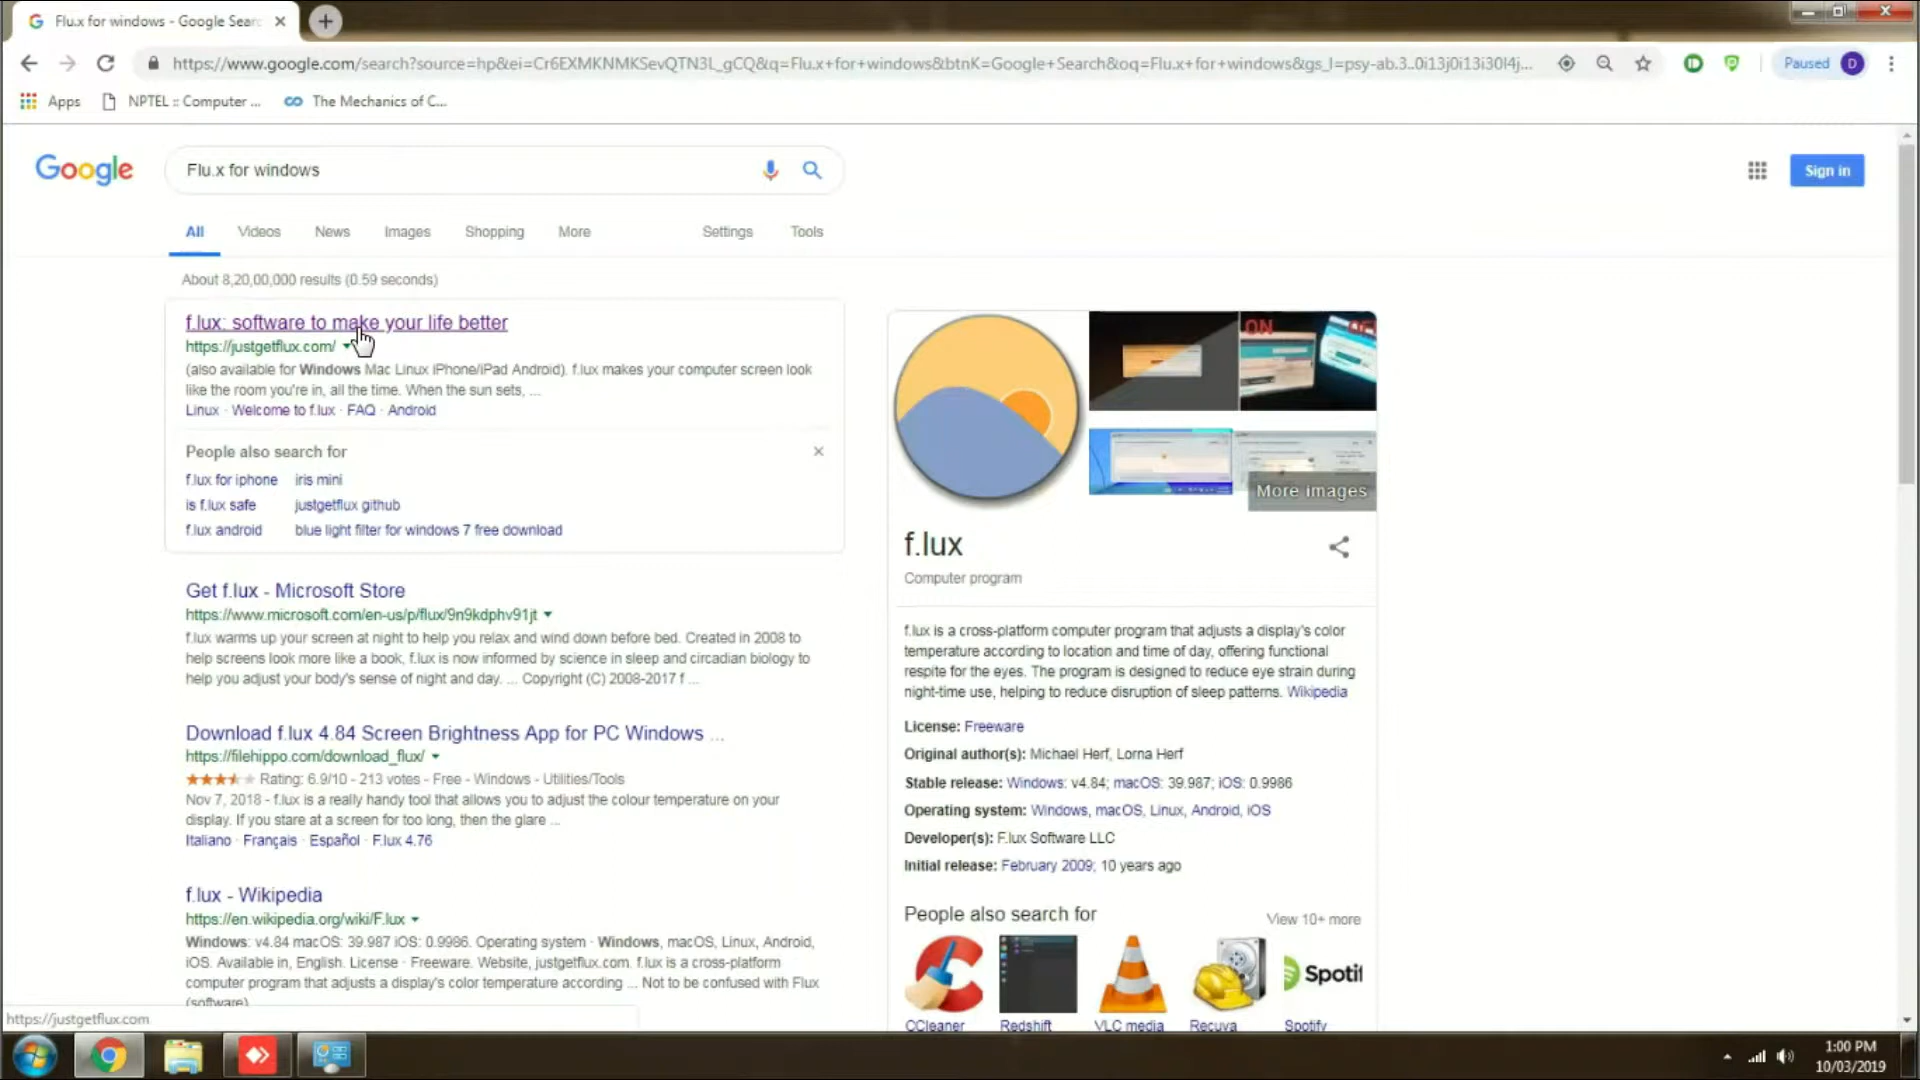 Flu.x for windows - Google Sear
https://www.google.com/search?source=hp&ei=Cr6EXMKNMKSevQTN3L_gCQ&q=Flu.x+for+windows&btnK=Google+Search&oq=Flu.x+for+windows&gs_l=psy-ab.3..0i13j0i13i30l4j...
Paused D
Apps NPTEL :: Computer ... The Mechanics of C...
Google
Flu.x for windows
Sign in
All Videos News Images Shopping More Settings Tools
About 8,20,00,000 results (0.59 seconds)
f.lux: software to make your life better
https://justgetflux.com/
(also available for Windows Mac Linux iPhone/iPad Android). f.lux makes your computer screen look
like the room you're in, all the time. When the sun sets, ...
Linux · Welcome to f.lux · FAQ · Android
People also search for
f.lux for iphone iris mini
is f.lux safe justgetflux github
f.lux android blue light filter for windows 7 free download
Get f.lux - Microsoft Store
https://www.microsoft.com/en-us/p/flux/9n9kdphv91jt
f.lux warms up your screen at night to help you relax and wind down before bed. Created in 2008 to
help screens look more like a book, f.lux is now informed by science in sleep and circadian biology to
help you adjust your body's sense of night and day. ... Copyright (C) 2008-2017 f ...
Download f.lux 4.84 Screen Brightness App for PC Windows ...
https://filehippo.com/download_flux/
Rating: 6.9/10 - 213 votes - Free - Windows - Utilities/Tools
Nov 7, 2018 - f.lux is a really handy tool that allows you to adjust the colour temperature on your
display. If you stare at a screen for too long, then the glare ...
Italiano · Français · Español · F.lux 4.76
f.lux - Wikipedia
https://en.wikipedia.org/wiki/F.lux
Windows: v4.84 macOS: 39.987 iOS: 0.9986. Operating system · Windows, macOS, Linux, Android,
iOS. Available in, English. License · Freeware. Website, justgetflux.com. f.lux is a cross-platform
computer program that adjusts a display's color temperature according ... Not to be confused with Flux
(software)
https://justgetflux.com
ON
More images
f.lux
Computer program
f.lux is a cross-platform computer program that adjusts a display's color
temperature according to location and time of day, offering functional
respite for the eyes. The program is designed to reduce eye strain during
night-time use, helping to reduce disruption of sleep patterns. Wikipedia
License: Freeware
Original author(s): Michael Herf, Lorna Herf
Stable release: Windows: v4.84; macOS: 39.987; iOS: 0.9986
Operating system: Windows, macOS, Linux, Android, iOS
Developer(s): F.lux Software LLC
Initial release: February 2009; 10 years ago
People also search for View 10+ more
Spotif
CCleaner Redshift VLC media Recuva Spotify
1:00 PM
10/03/2019